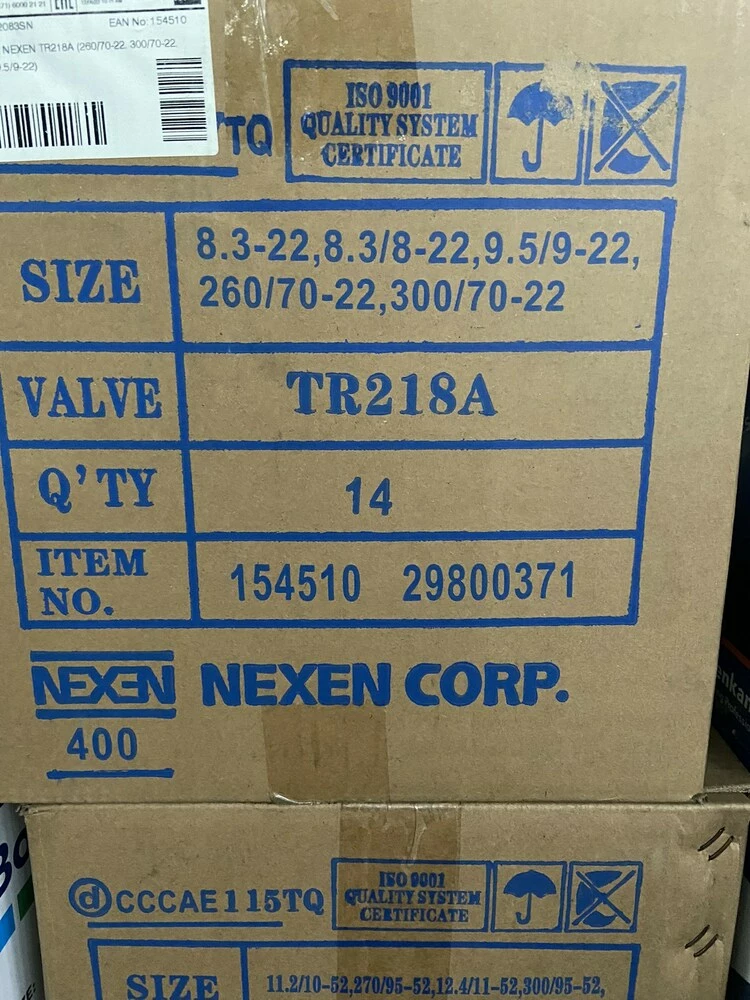 EAN No: 154510
2083SN
NEXEN TR218A (260/70-22, 300/70-22,
.5/9-22)
TQ
ISO 9001
QUALITY SYSTEM
CERTIFICATE
SIZE
8.3-22,8.3/8-22,9.5/9-22,
260/70-22,300/70-22
VALVE
TR218A
Q'TY
14
ITEM
NO.
154510 29800371
NEXEN NEXEN CORP.
400
d CCCAE115TQ
ISO 9001
QUALITY SYSTEM
CERTIFICATE
SIZE
11.2/10-52,270/95-52,12.4/11-52,300/95-52,